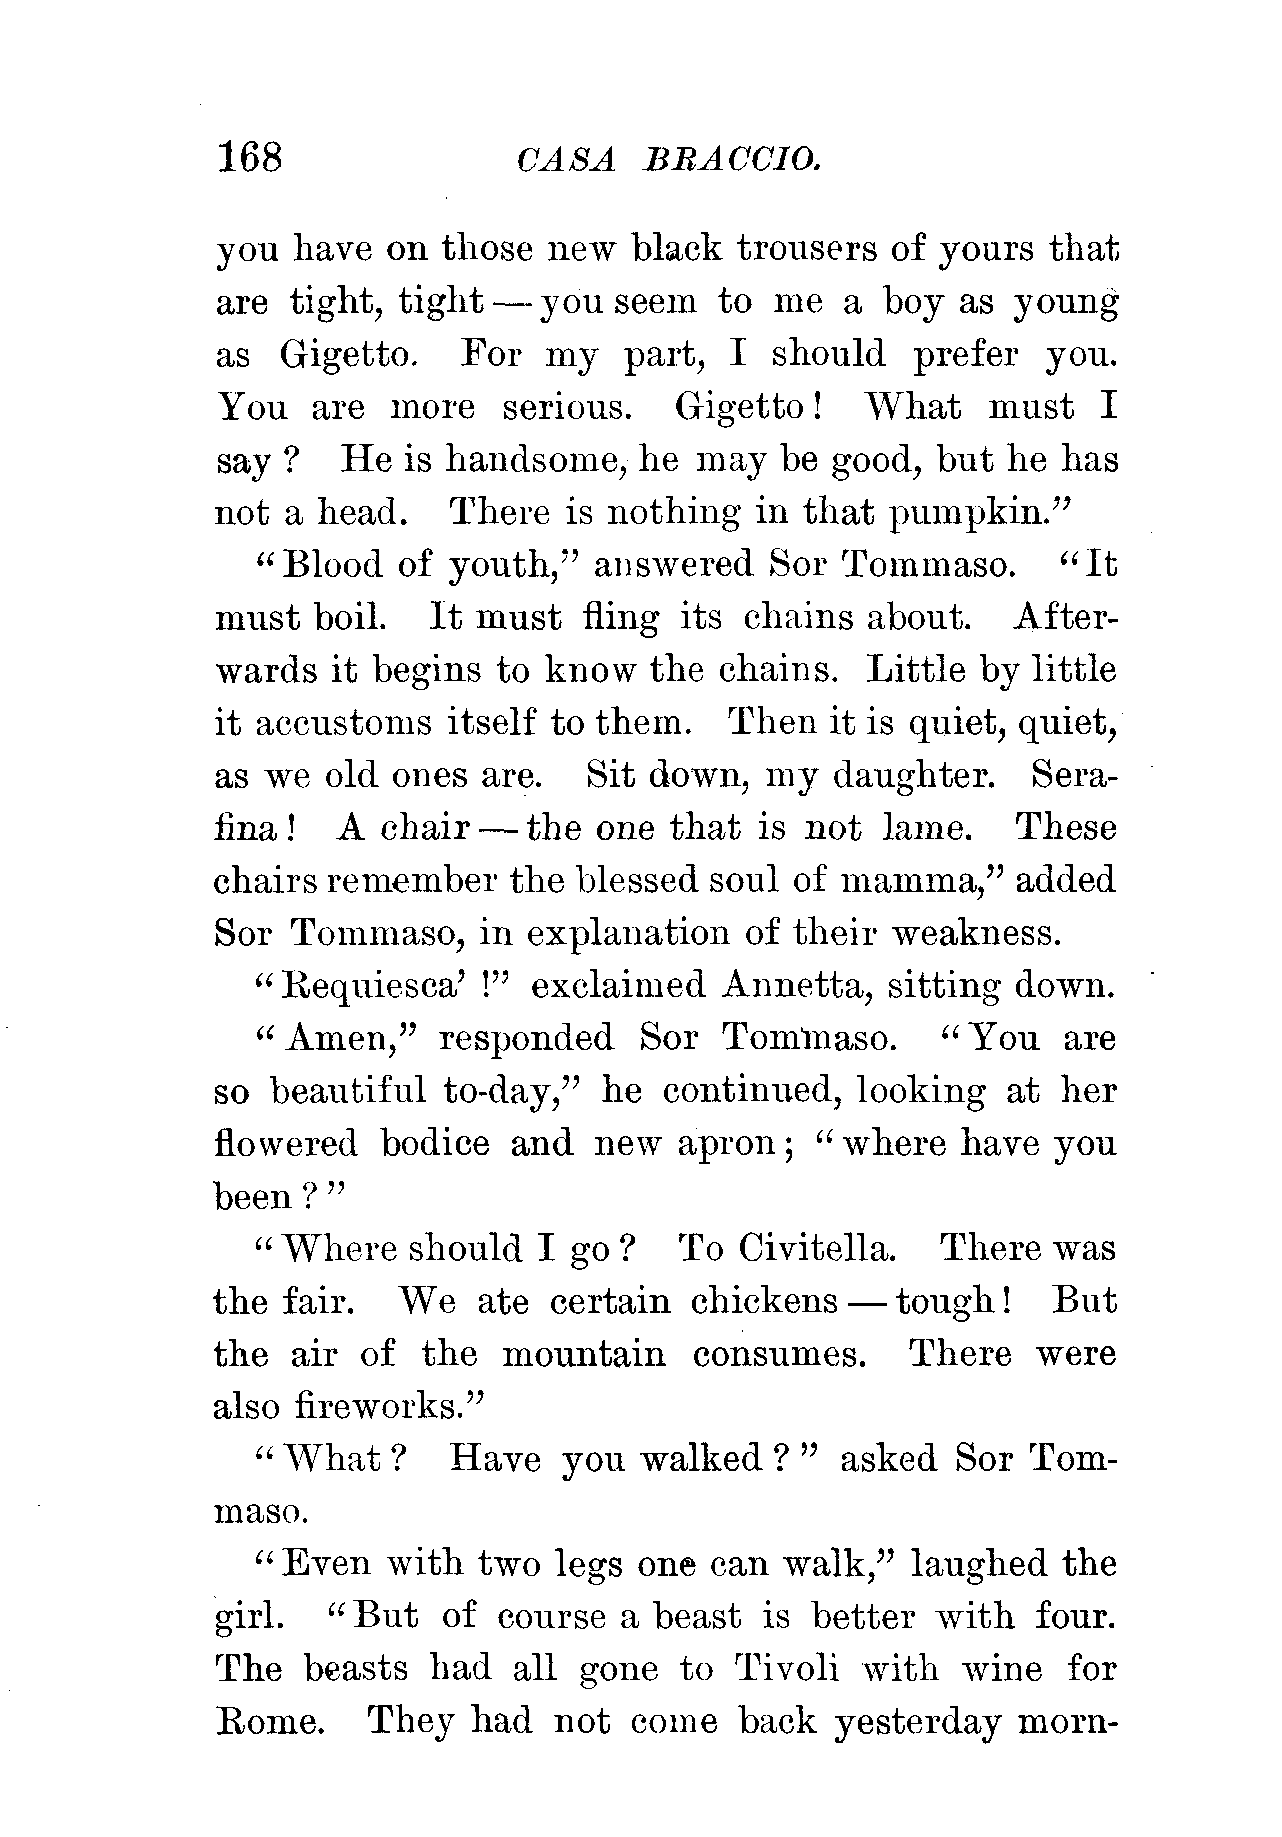 168 CASA BRACCIO.
you have on those new black trousers of yours that
are tight, tight — you seem to me a boy as young
as Gigetto. For my part, I should prefer you.
You are more serious. Gigetto! What must I
say? He is handsome, he may be good, but he has
not a head. There is nothing in that pumpkin."
"Blood of youth," answered Sor Tommaso. "It
must boil. It must fling its chains about. After-
wards it begins to know the chains. Little by little
it accustoms itself to them. Then it is quiet, quiet,
as we old ones are. Sit down, my daughter. Sera-
fina! A chair — the one that is not lame. These
chairs remember the blessed soul of mamma," added
Sor Tommaso, in explanation of their weakness.
"Requiesca' !" exclaimed Annetta, sitting down.
"Amen," responded Sor Tommaso. "You are
so beautiful to-day," he continued, looking at her
flowered bodice and new apron; "where have you
been?"
"Where should I go? To Civitella. There was
the fair. We ate certain chickens — tough! But
the air of the mountain consumes. There were
also fireworks."
"What? Have you walked?" asked Sor Tom-
maso.
"Even with two legs one can walk," laughed the
girl. "But of course a beast is better with four.
The beasts had all gone to Tivoli with wine for
Rome. They had not come back yesterday morn-